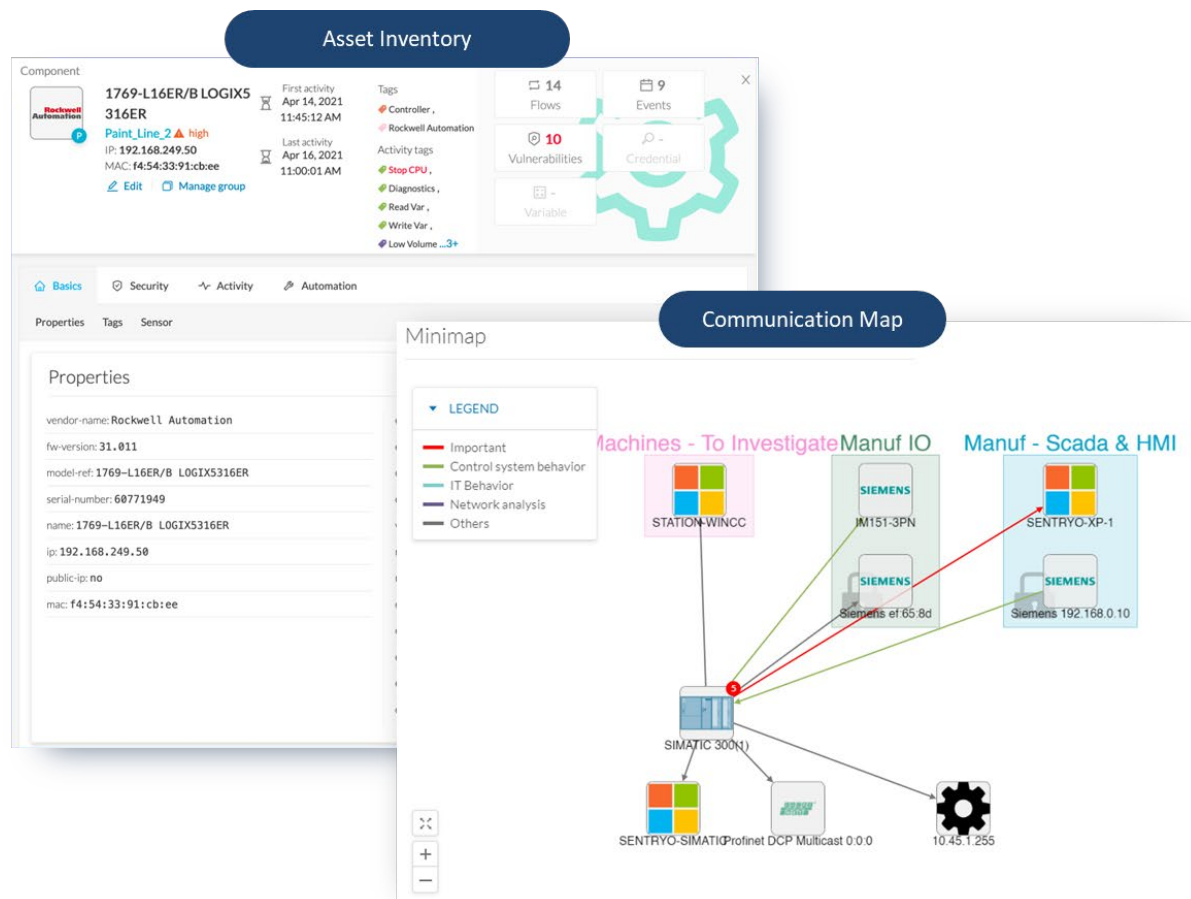 Asset Inventory
Component
Rockwell
Automation
P
1769-L16ER/B LOGIX5
316ER
Paint_Line_2 high
IP: 192.168.249.50
MAC: f4:54:33:91:cb:ee
Edit Manage group
First activity
Apr 14, 2021
11:45:12 AM
Last activity
Apr 16, 2021
11:00:01 AM
Tags
Controller ,
Rockwell Automation
Activity tags
Stop CPU ,
Diagnostics ,
Read Var ,
Write Var ,
Low Volume ...3+
14
Flows
9
Events
10
Vulnerabilities
-
Credential
-
Variable
X
Basics Security Activity Automation
Properties Tags Sensor
Properties
vendor-name: Rockwell Automation
fw-version: 31.011
model-ref: 1769-L16ER/B LOGIX5316ER
serial-number: 60771949
name: 1769-L16ER/B LOGIX5316ER
ip: 192.168.249.50
public-ip: no
mac: f4:54:33:91:cb:ee
Communication Map
Minimap
LEGEND
Important
Control system behavior
IT Behavior
Network analysis
Others
Machines - To Investigate
Manuf IO
Manuf - Scada & HMI
STATION-WINCC
SIEMENS
IM151-3PN
SENTRYO-XP-1
SIEMENS
Siemens ef:65:8d
SIEMENS
Siemens 192.168.0.10
5
SIMATIC 300(1)
SENTRYO-SIMATIC
Profinet DCP Multicast 0:0:0
10.45.1.255
+
−